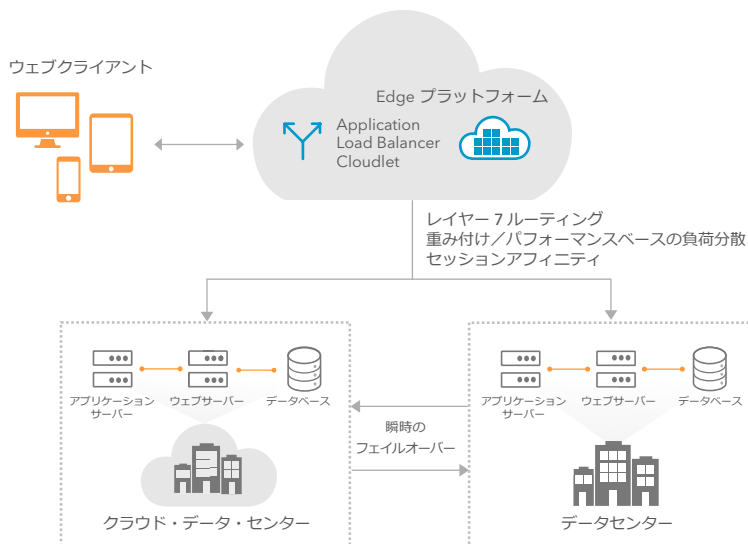 ウェブクライアント
Edge プラットフォーム
Application
Load Balancer
Cloudlet
レイヤー 7 ルーティング
重み付け／パフォーマンスベースの負荷分散
セッションアフィニティ
アプリケーション
サーバー
ウェブサーバー
データベース
クラウド・データ・センター
瞬時の
フェイルオーバー
アプリケーション
サーバー
ウェブサーバー
データベース
データセンター